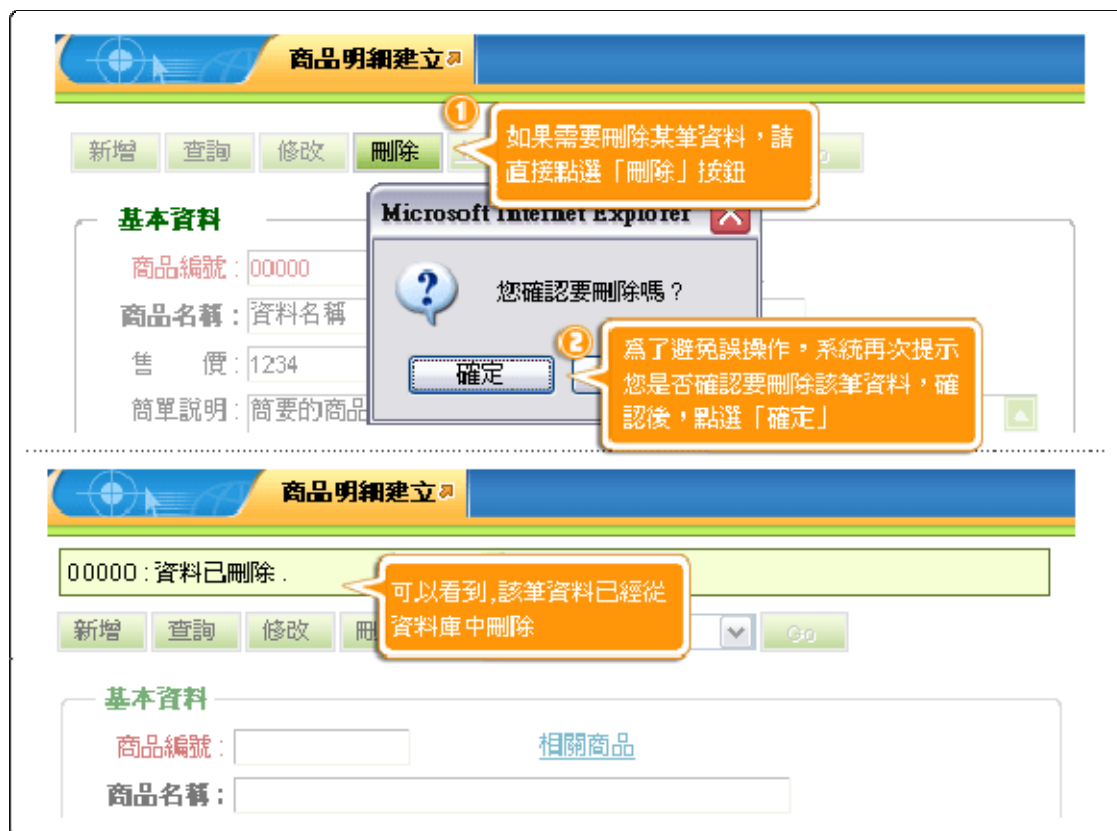 商品明細建立
新增 查詢 修改 刪除
如果需要刪除某筆資料，請
直接點選「刪除」按鈕
基本資料
Microsoft Internet Explorer
商品編號：00000
您確認要刪除嗎？
商品名稱：資料名稱
售 價：1234
確定
為了避免誤操作，系統再次提示
您是否確認要刪除該筆資料，確
認後，點選「確定」
簡單說明：簡要的商品
商品明細建立
00000 : 資料已刪除 .
可以看到,該筆資料已經從
資料庫中刪除
新增 查詢 修改 Go
基本資料
商品編號： 相關商品
商品名稱：